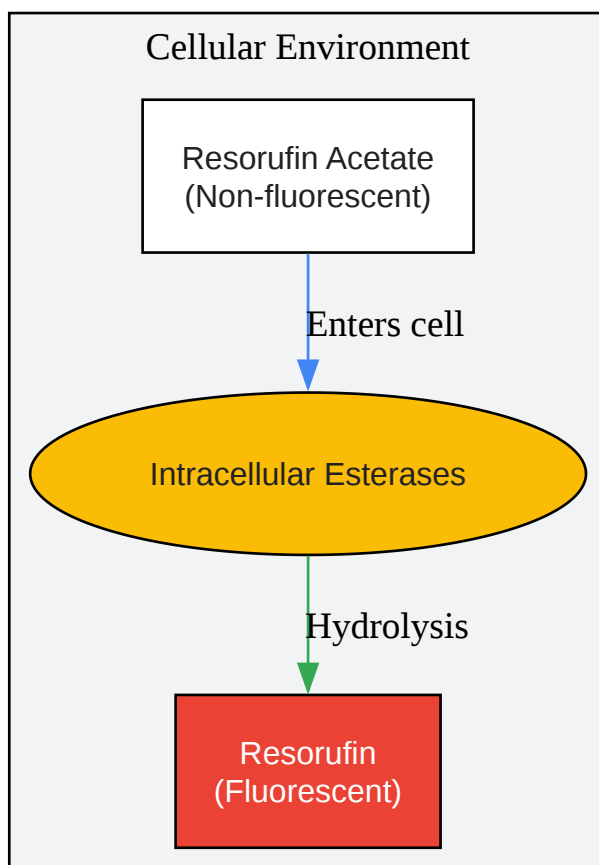 Cellular Environment
Resorufin Acetate
(Non-fluorescent)
Enters cell
Intracellular Esterases
Hydrolysis
Resorufin
(Fluorescent)